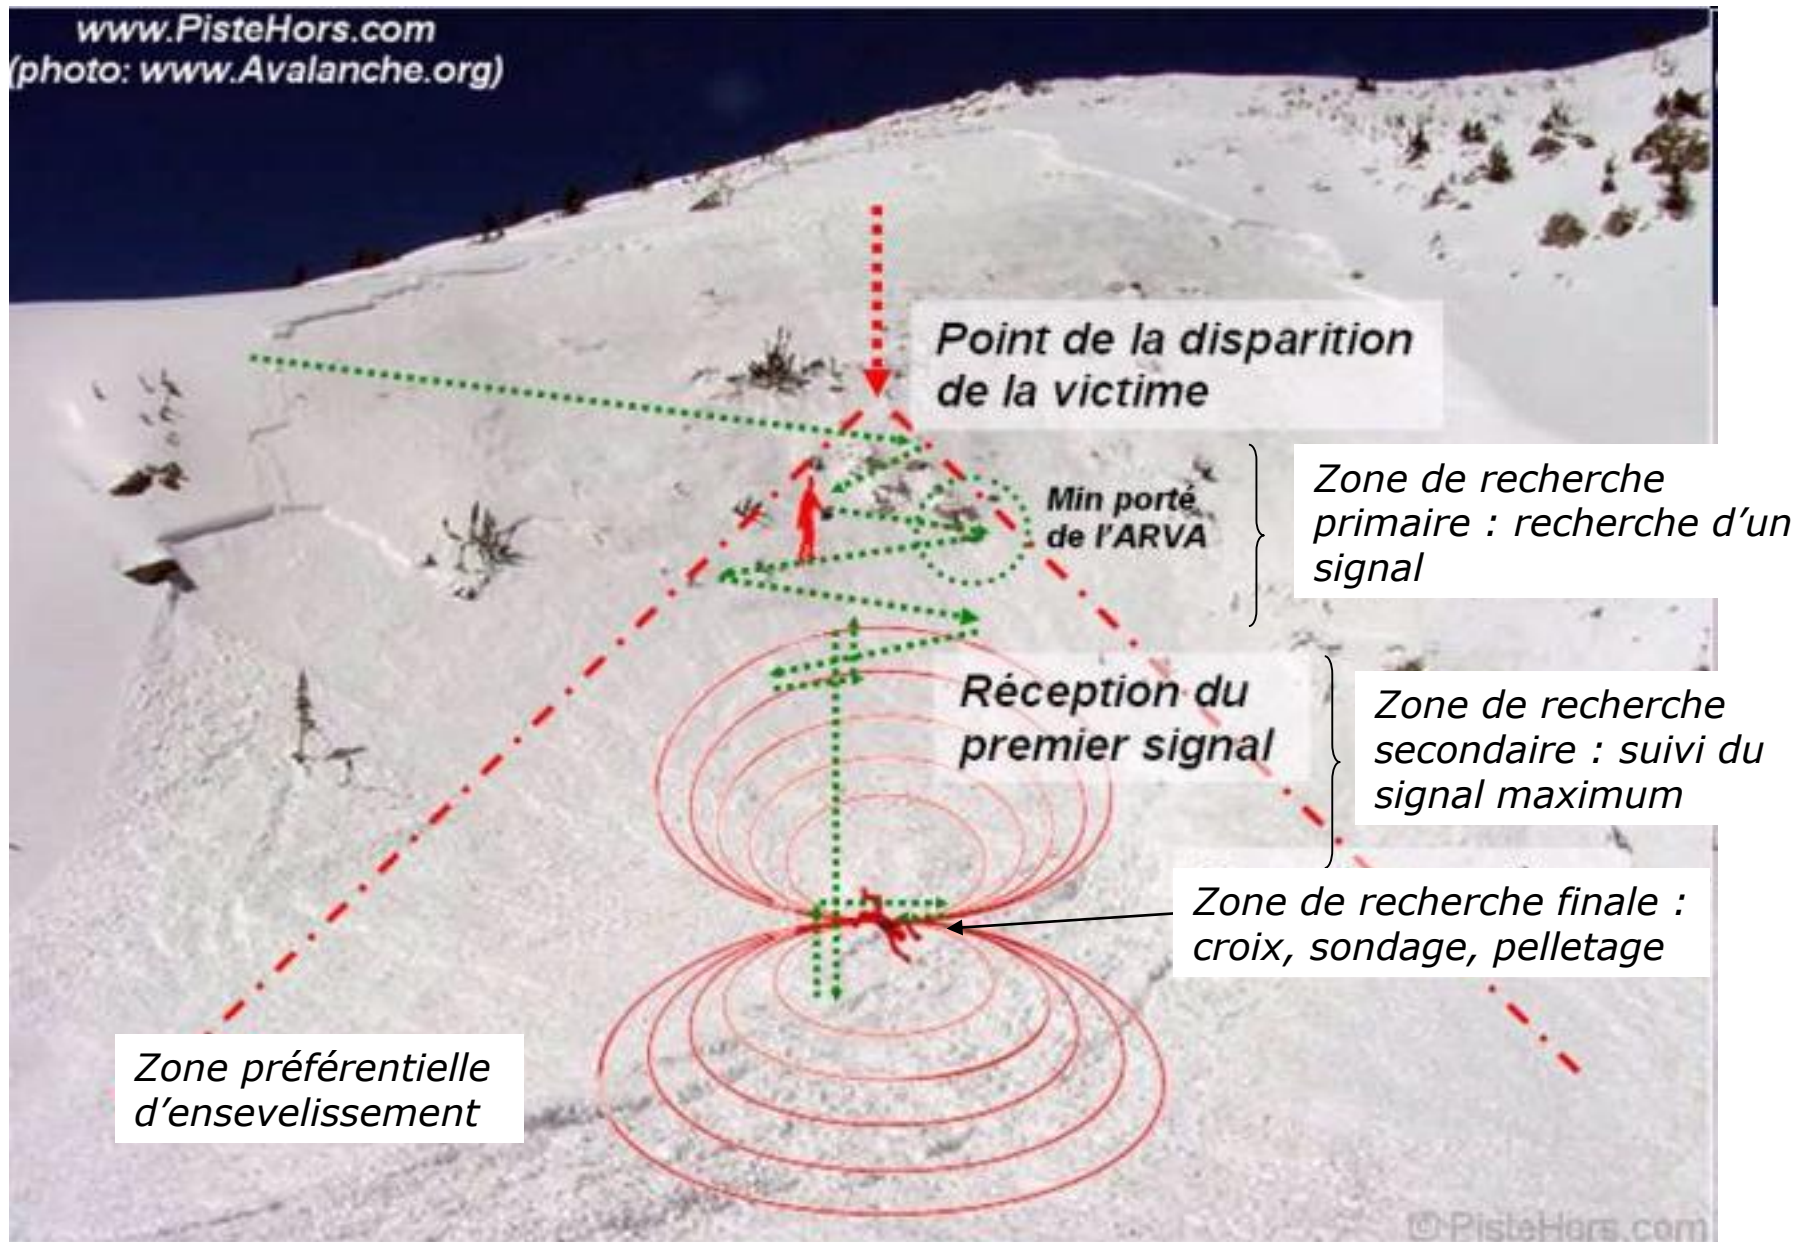 www.PisteHors.com
(photo: www.Avalanche.org)
Point de la disparition
de la victime
Zone de recherche
primaire : recherche d’un
signal
Min porté
de l’ARVA
Réception du
premier signal
Zone de recherche
secondaire : suivi du
signal maximum
Zone de recherche finale :
croix, sondage, pelletage
Zone préférentielle
d’ensevelissement
© PisteHors.com